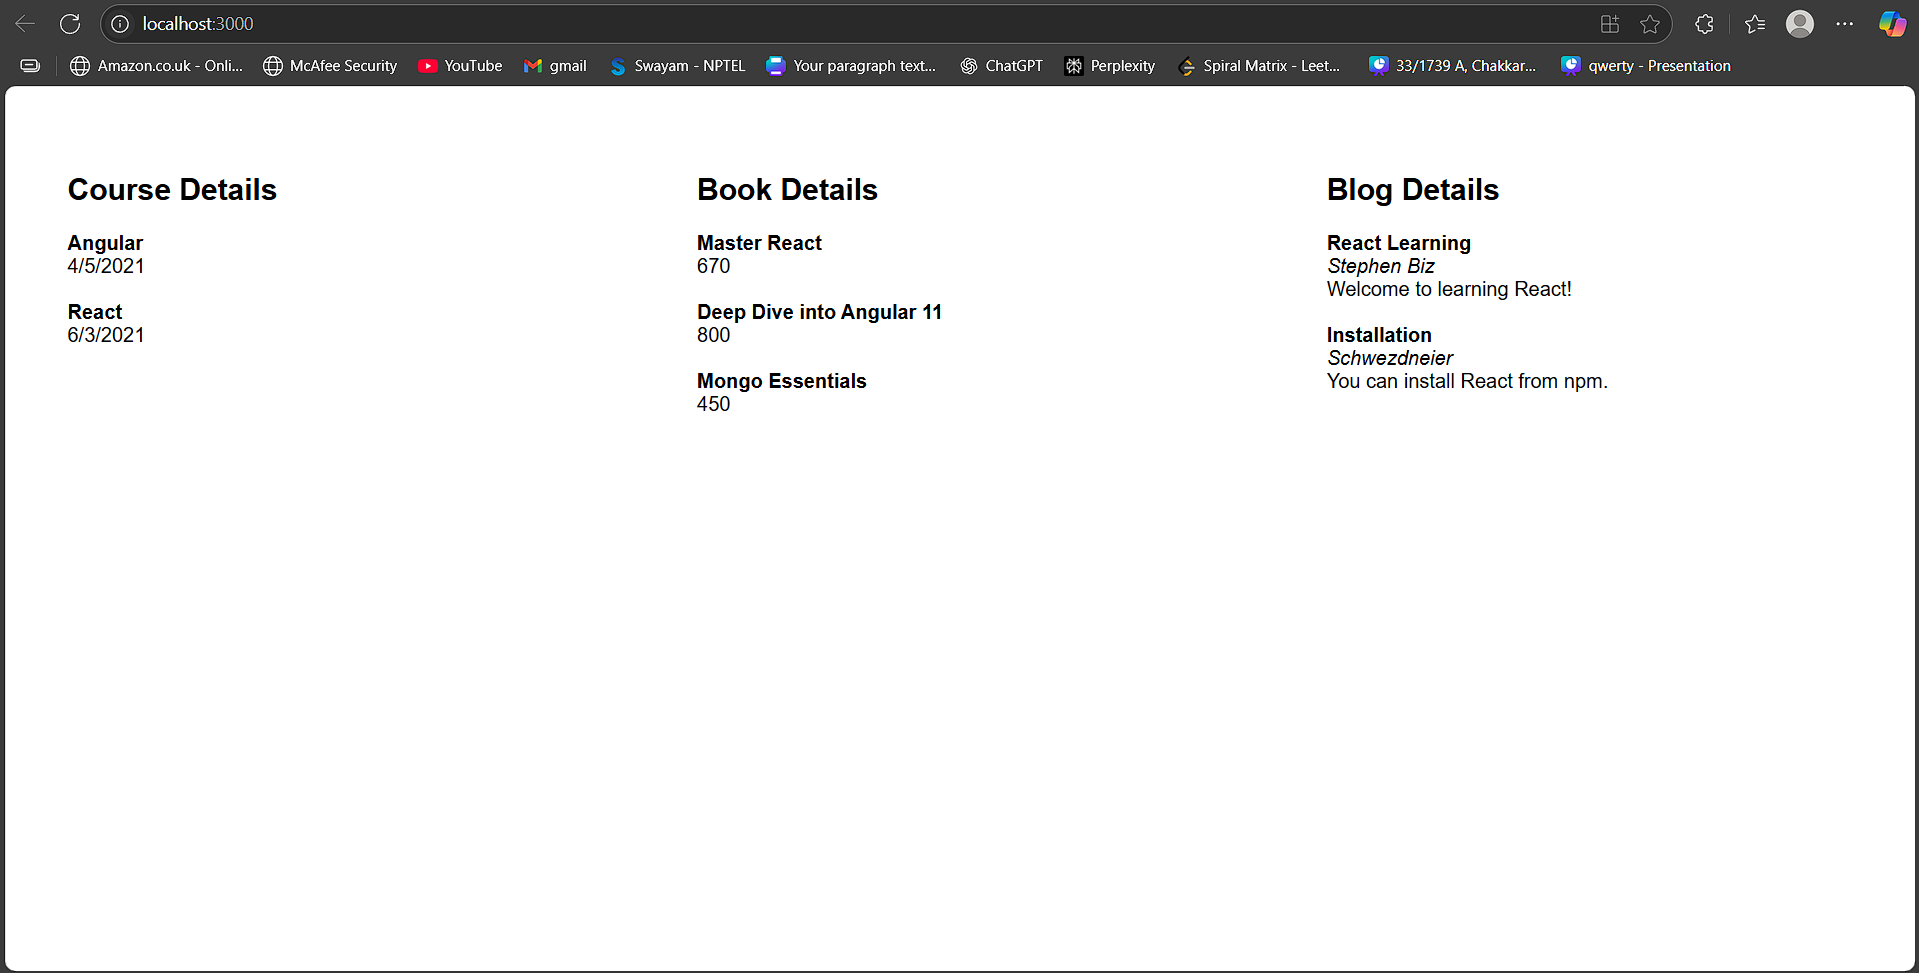 localhost:3000
Amazon.co.uk - Onli...
McAfee Security
YouTube
gmail
Swayam - NPTEL
Your paragraph text...
ChatGPT
Perplexity
Spiral Matrix - Leet...
33/1739 A, Chakkar...
qwerty - Presentation
Course Details
Angular
4/5/2021
React
6/3/2021
Book Details
Master React
670
Deep Dive into Angular 11
800
Mongo Essentials
450
Blog Details
React Learning
Stephen Biz
Welcome to learning React!
Installation
Schwezdneier
You can install React from npm.